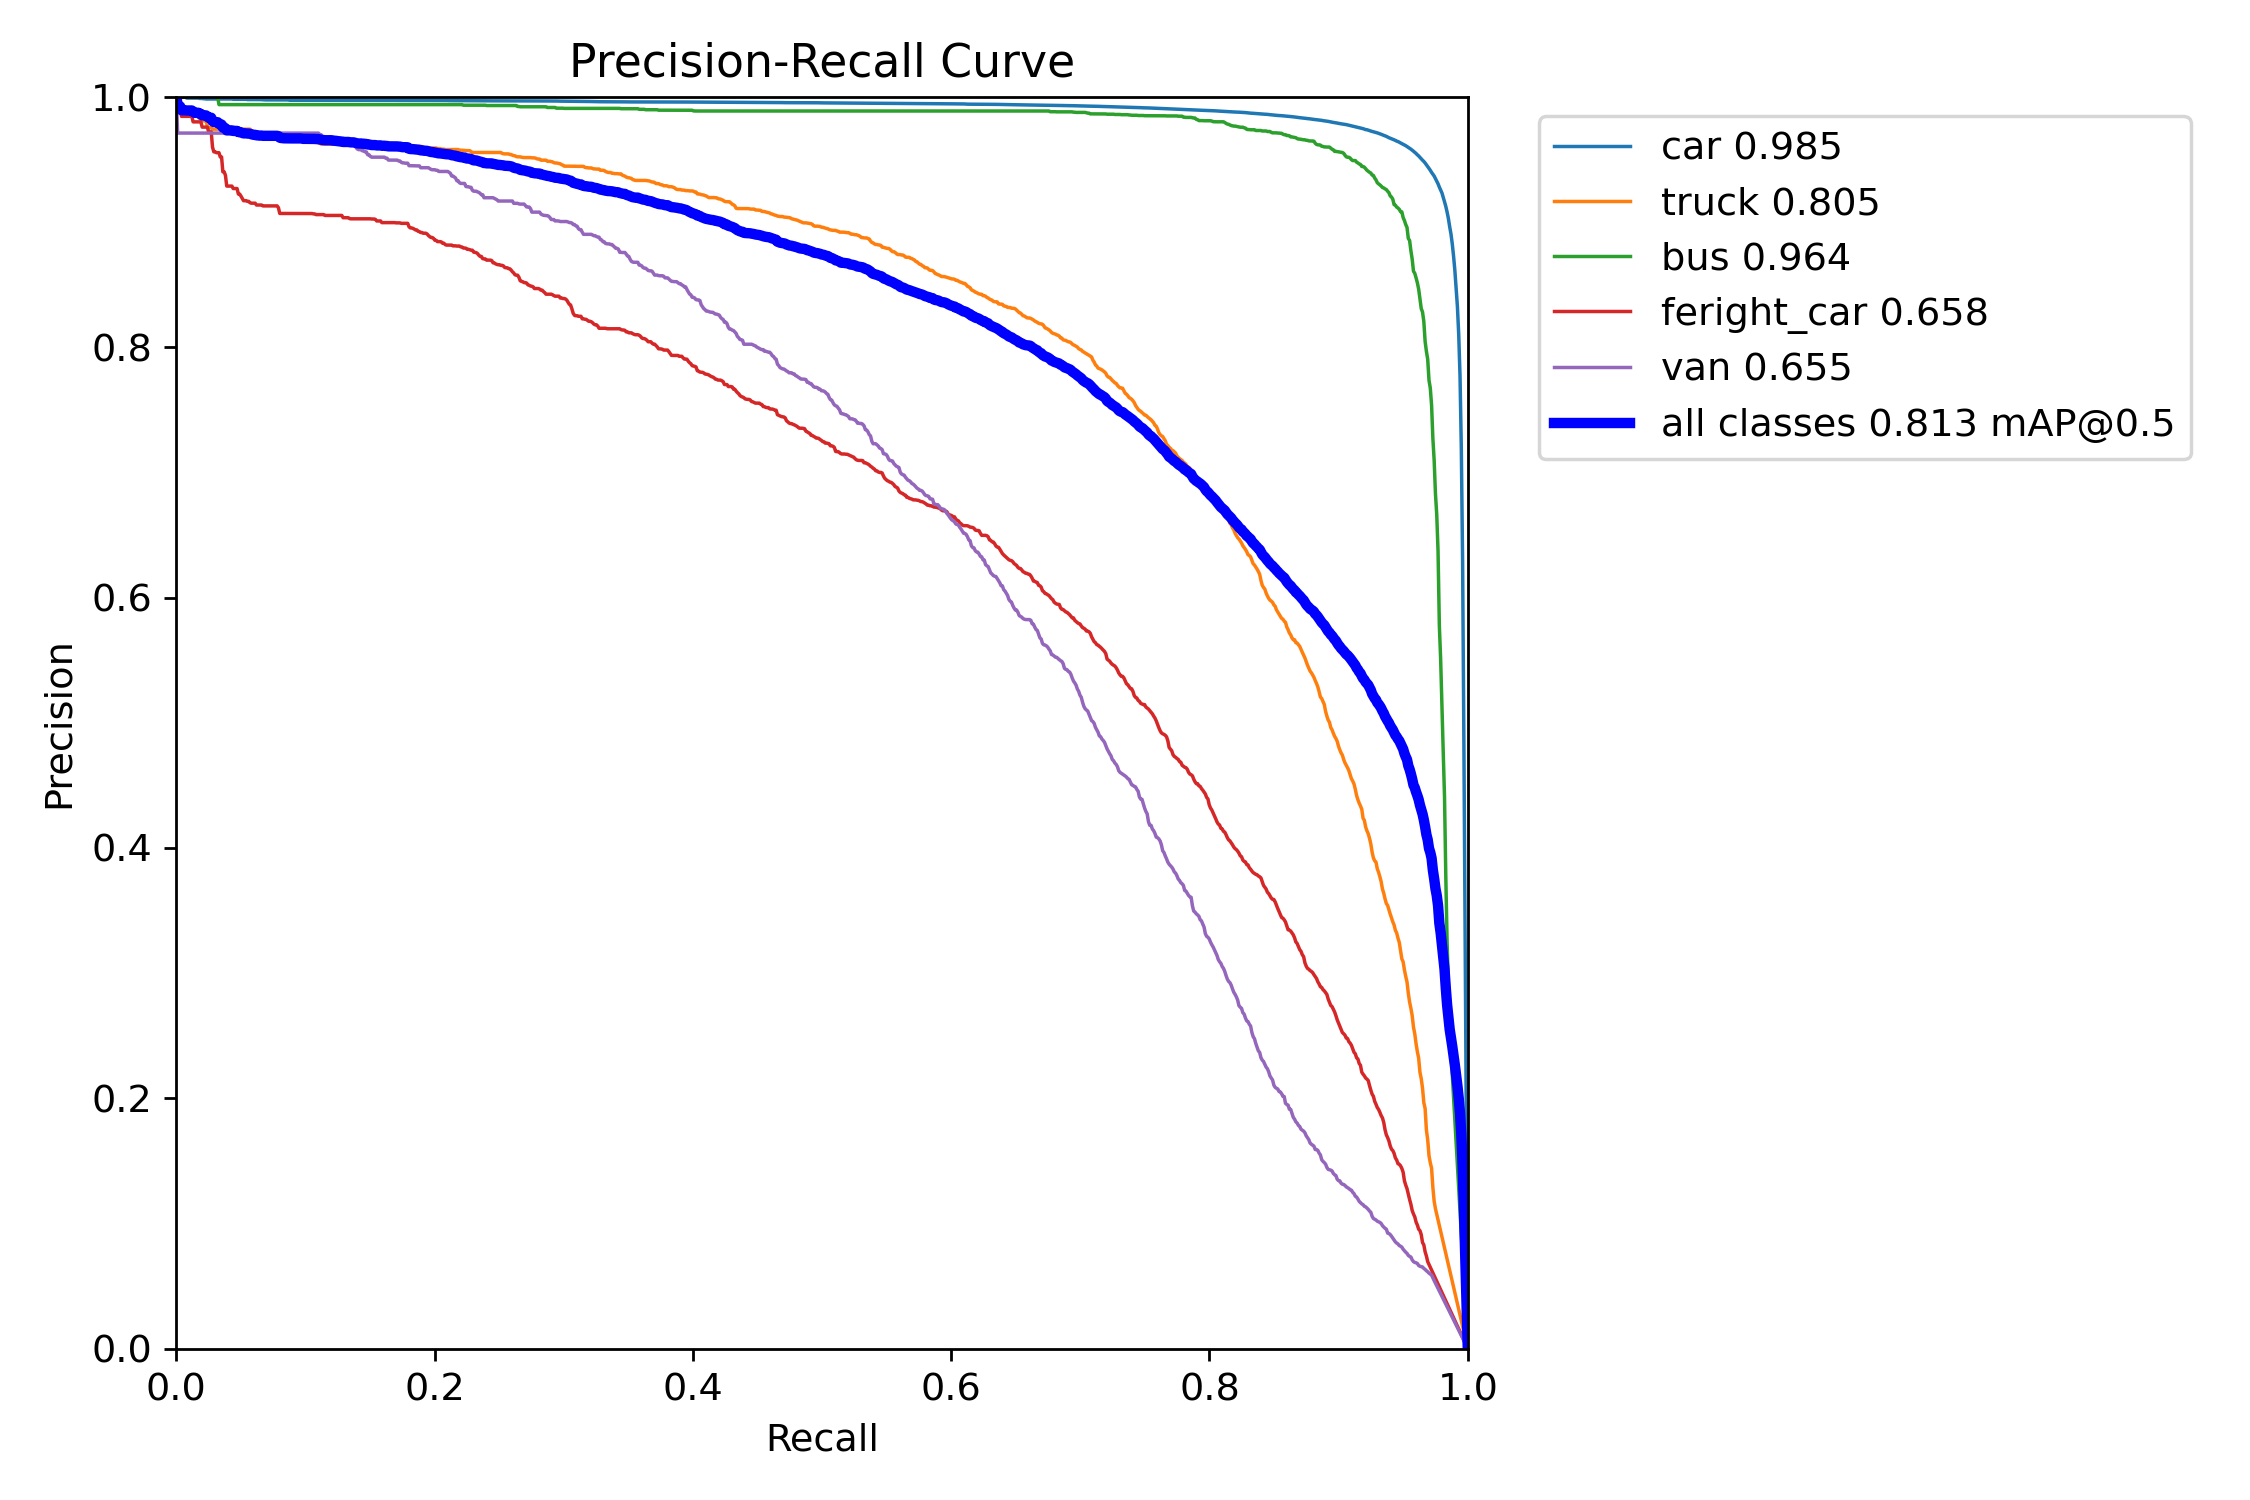 Precision-Recall Curve
1.0
0.8
0.6
0.4
0.2
0.0
Precision
0.0 0.2 0.4 0.6 0.8 1.0
Recall
car 0.985
truck 0.805
bus 0.964
feright_car 0.658
van 0.655
all classes 0.813 mAP@0.5